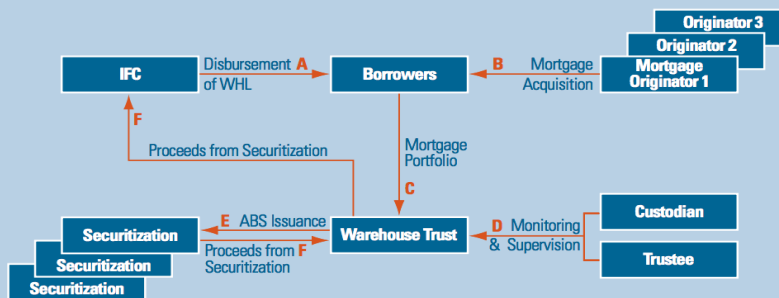 Originator 3
Originator 2
Mortgage
Originator 1
IFC
Disbursement A
of WHL
Borrowers
B Mortgage
Acquisition
F
Proceeds from Securitization
Mortgage
Portfolio
C
Securitization
Securitization
Securitization
E ABS Issuance
Proceeds from F
Securitization
Warehouse Trust
D Monitoring
& Supervision
Custodian
Trustee